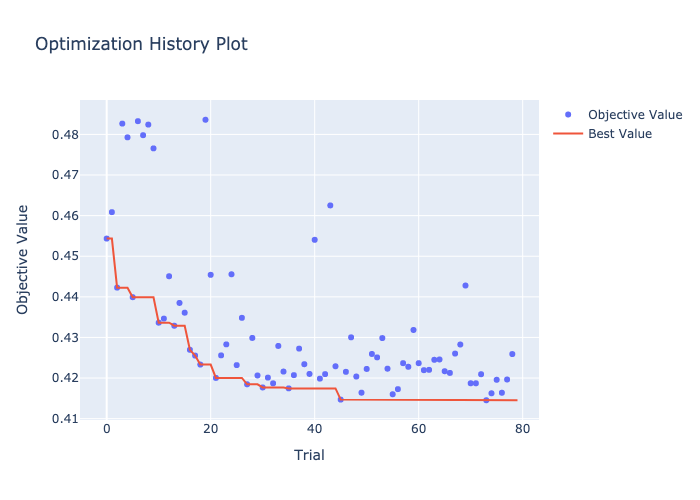 Optimization History Plot
Objective Value
Best Value
0.48
0.47
0.46
0.45
0.44
0.43
0.42
0.41
Objective Value
0
20
40
60
80
Trial